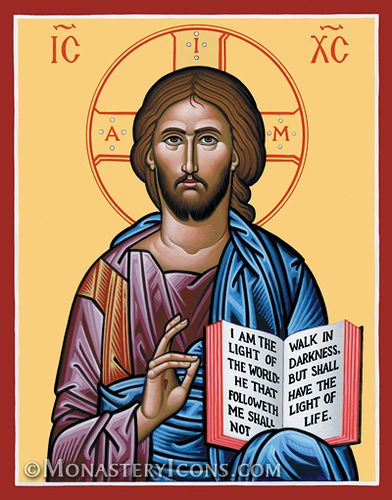 IC XC
I
A M
I AM THE
LIGHT OF
THE WORLD:
HE THAT
FOLLOWETH
ME SHALL
NOT
WALK IN
DARKNESS,
BUT SHALL
HAVE THE
LIGHT OF
LIFE.
©MONASTERYICONS.COM